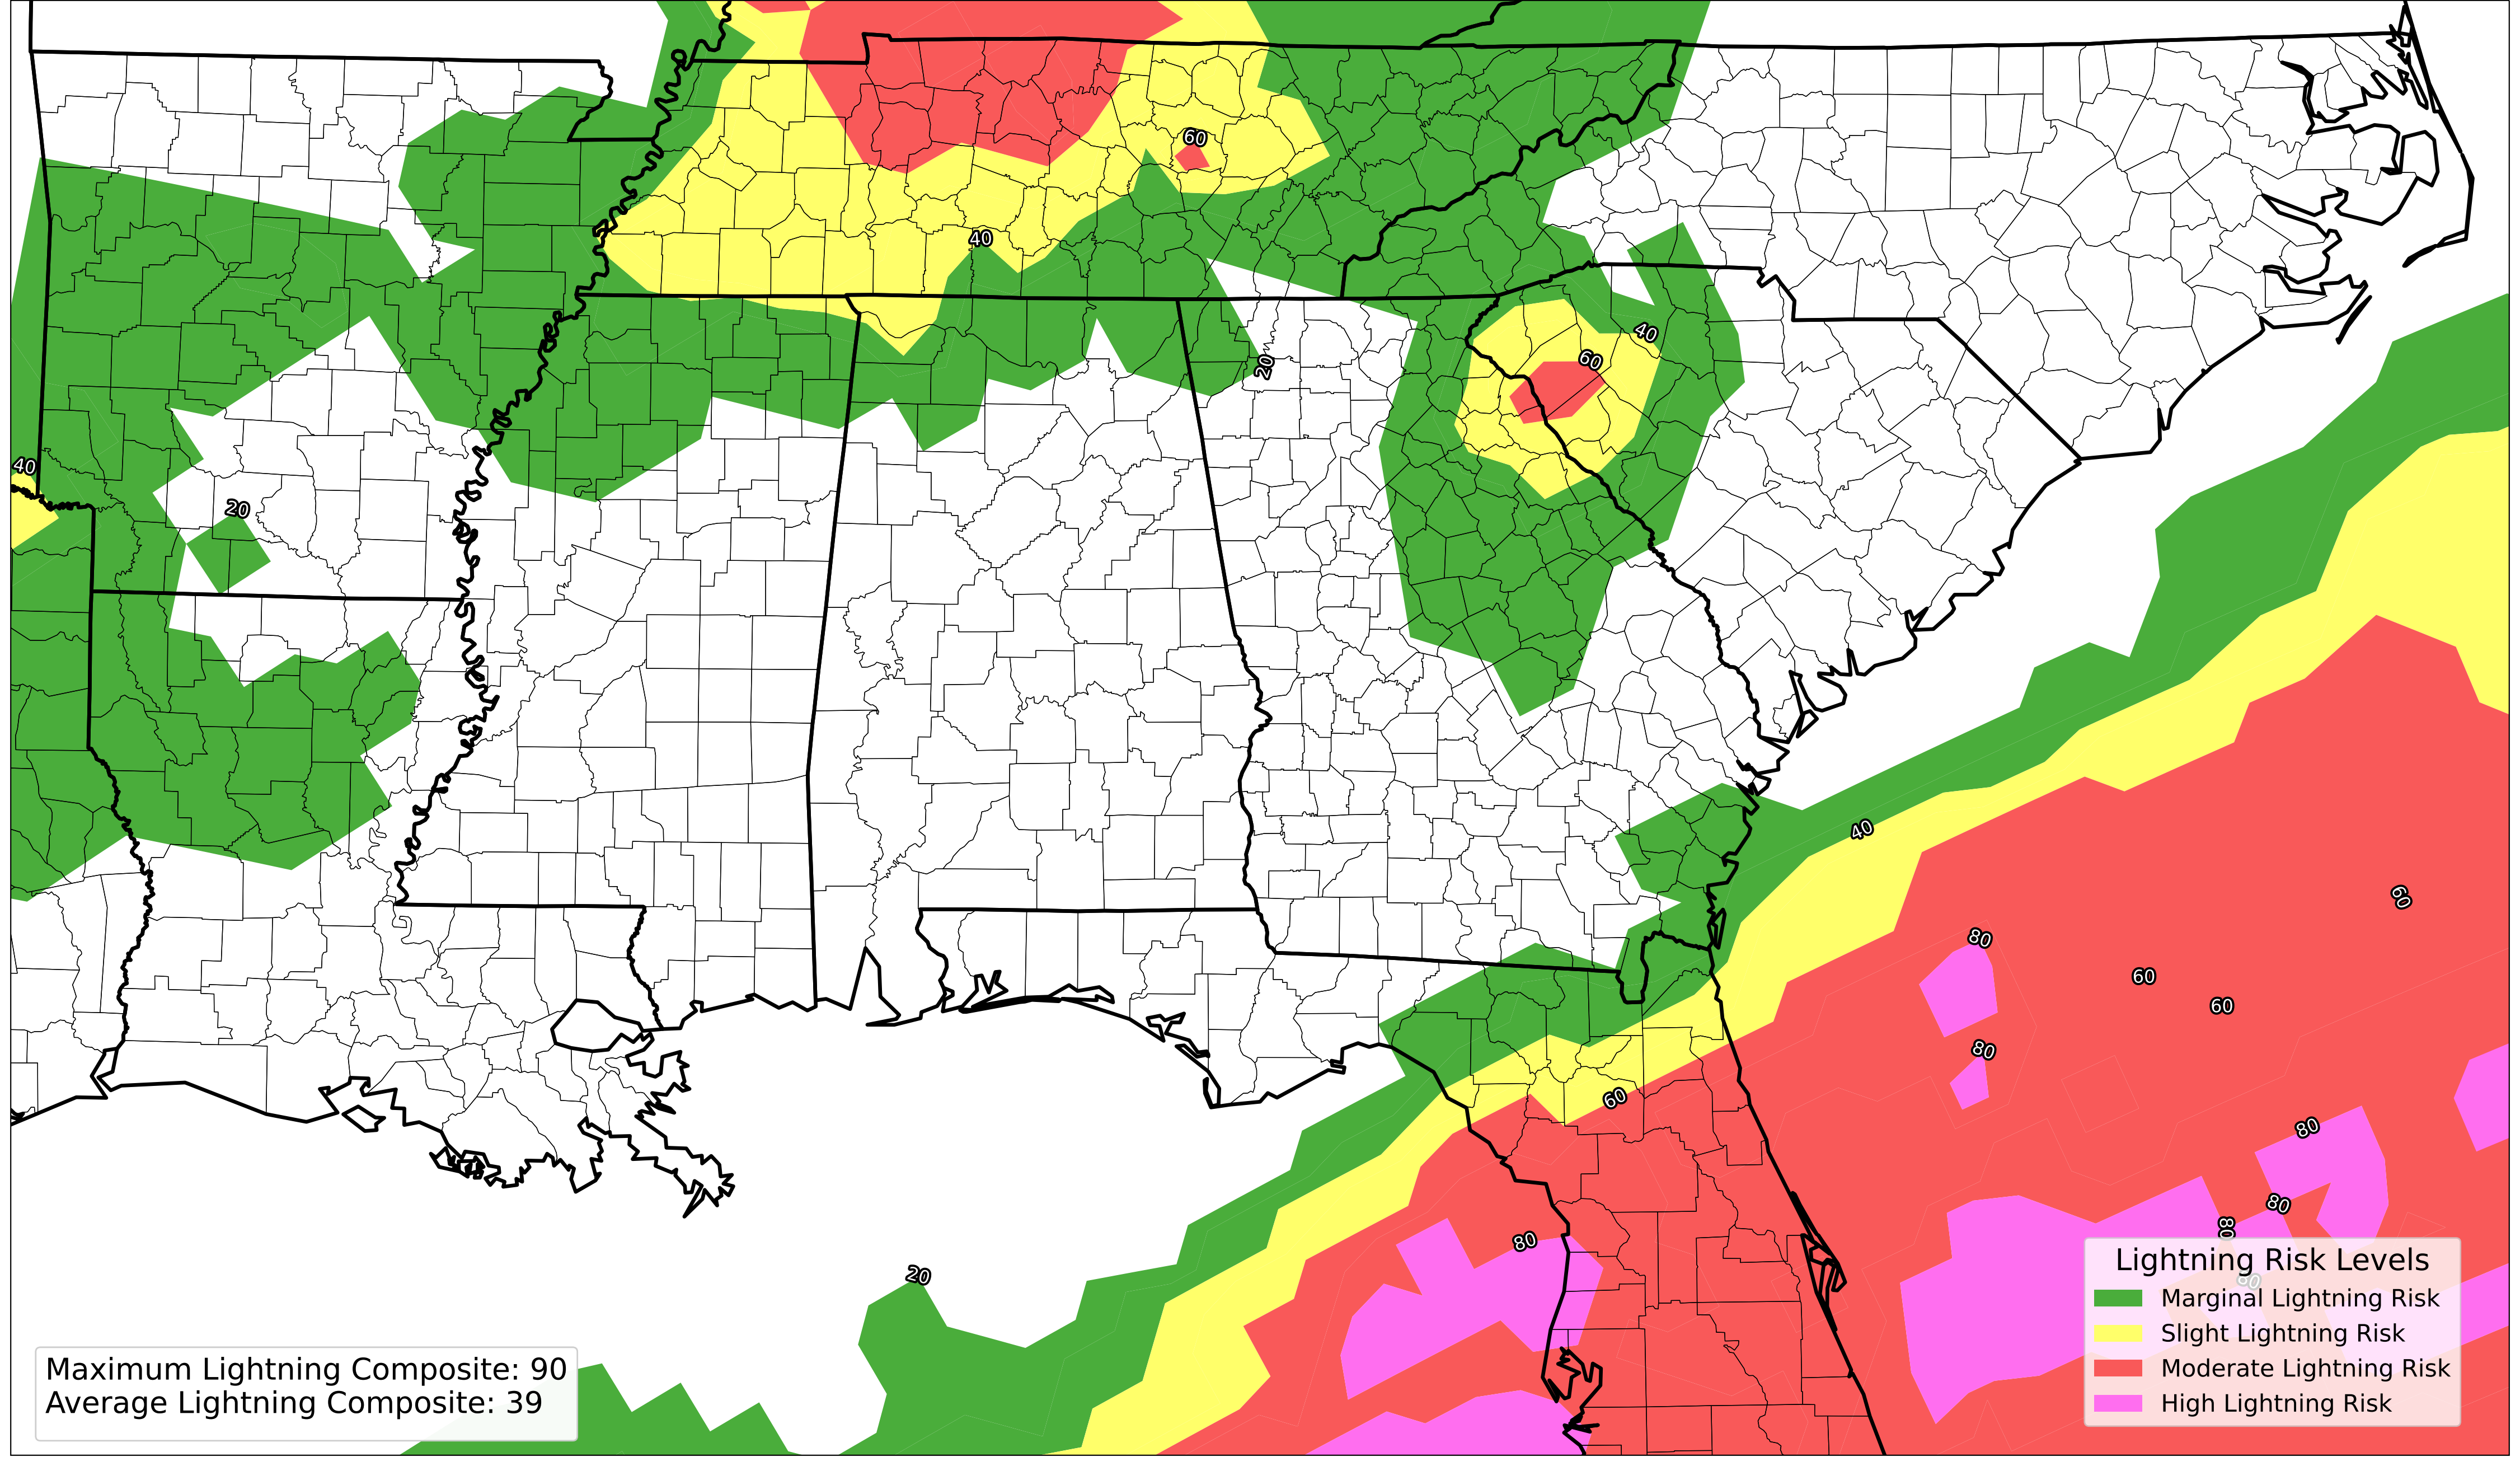 60
40
40
60
20
40
20
40
60
80
60
60
80
60
80
80
80
80
20
80
Lightning Risk Levels
Marginal Lightning Risk
Slight Lightning Risk
Moderate Lightning Risk
High Lightning Risk
Maximum Lightning Composite: 90
Average Lightning Composite: 39